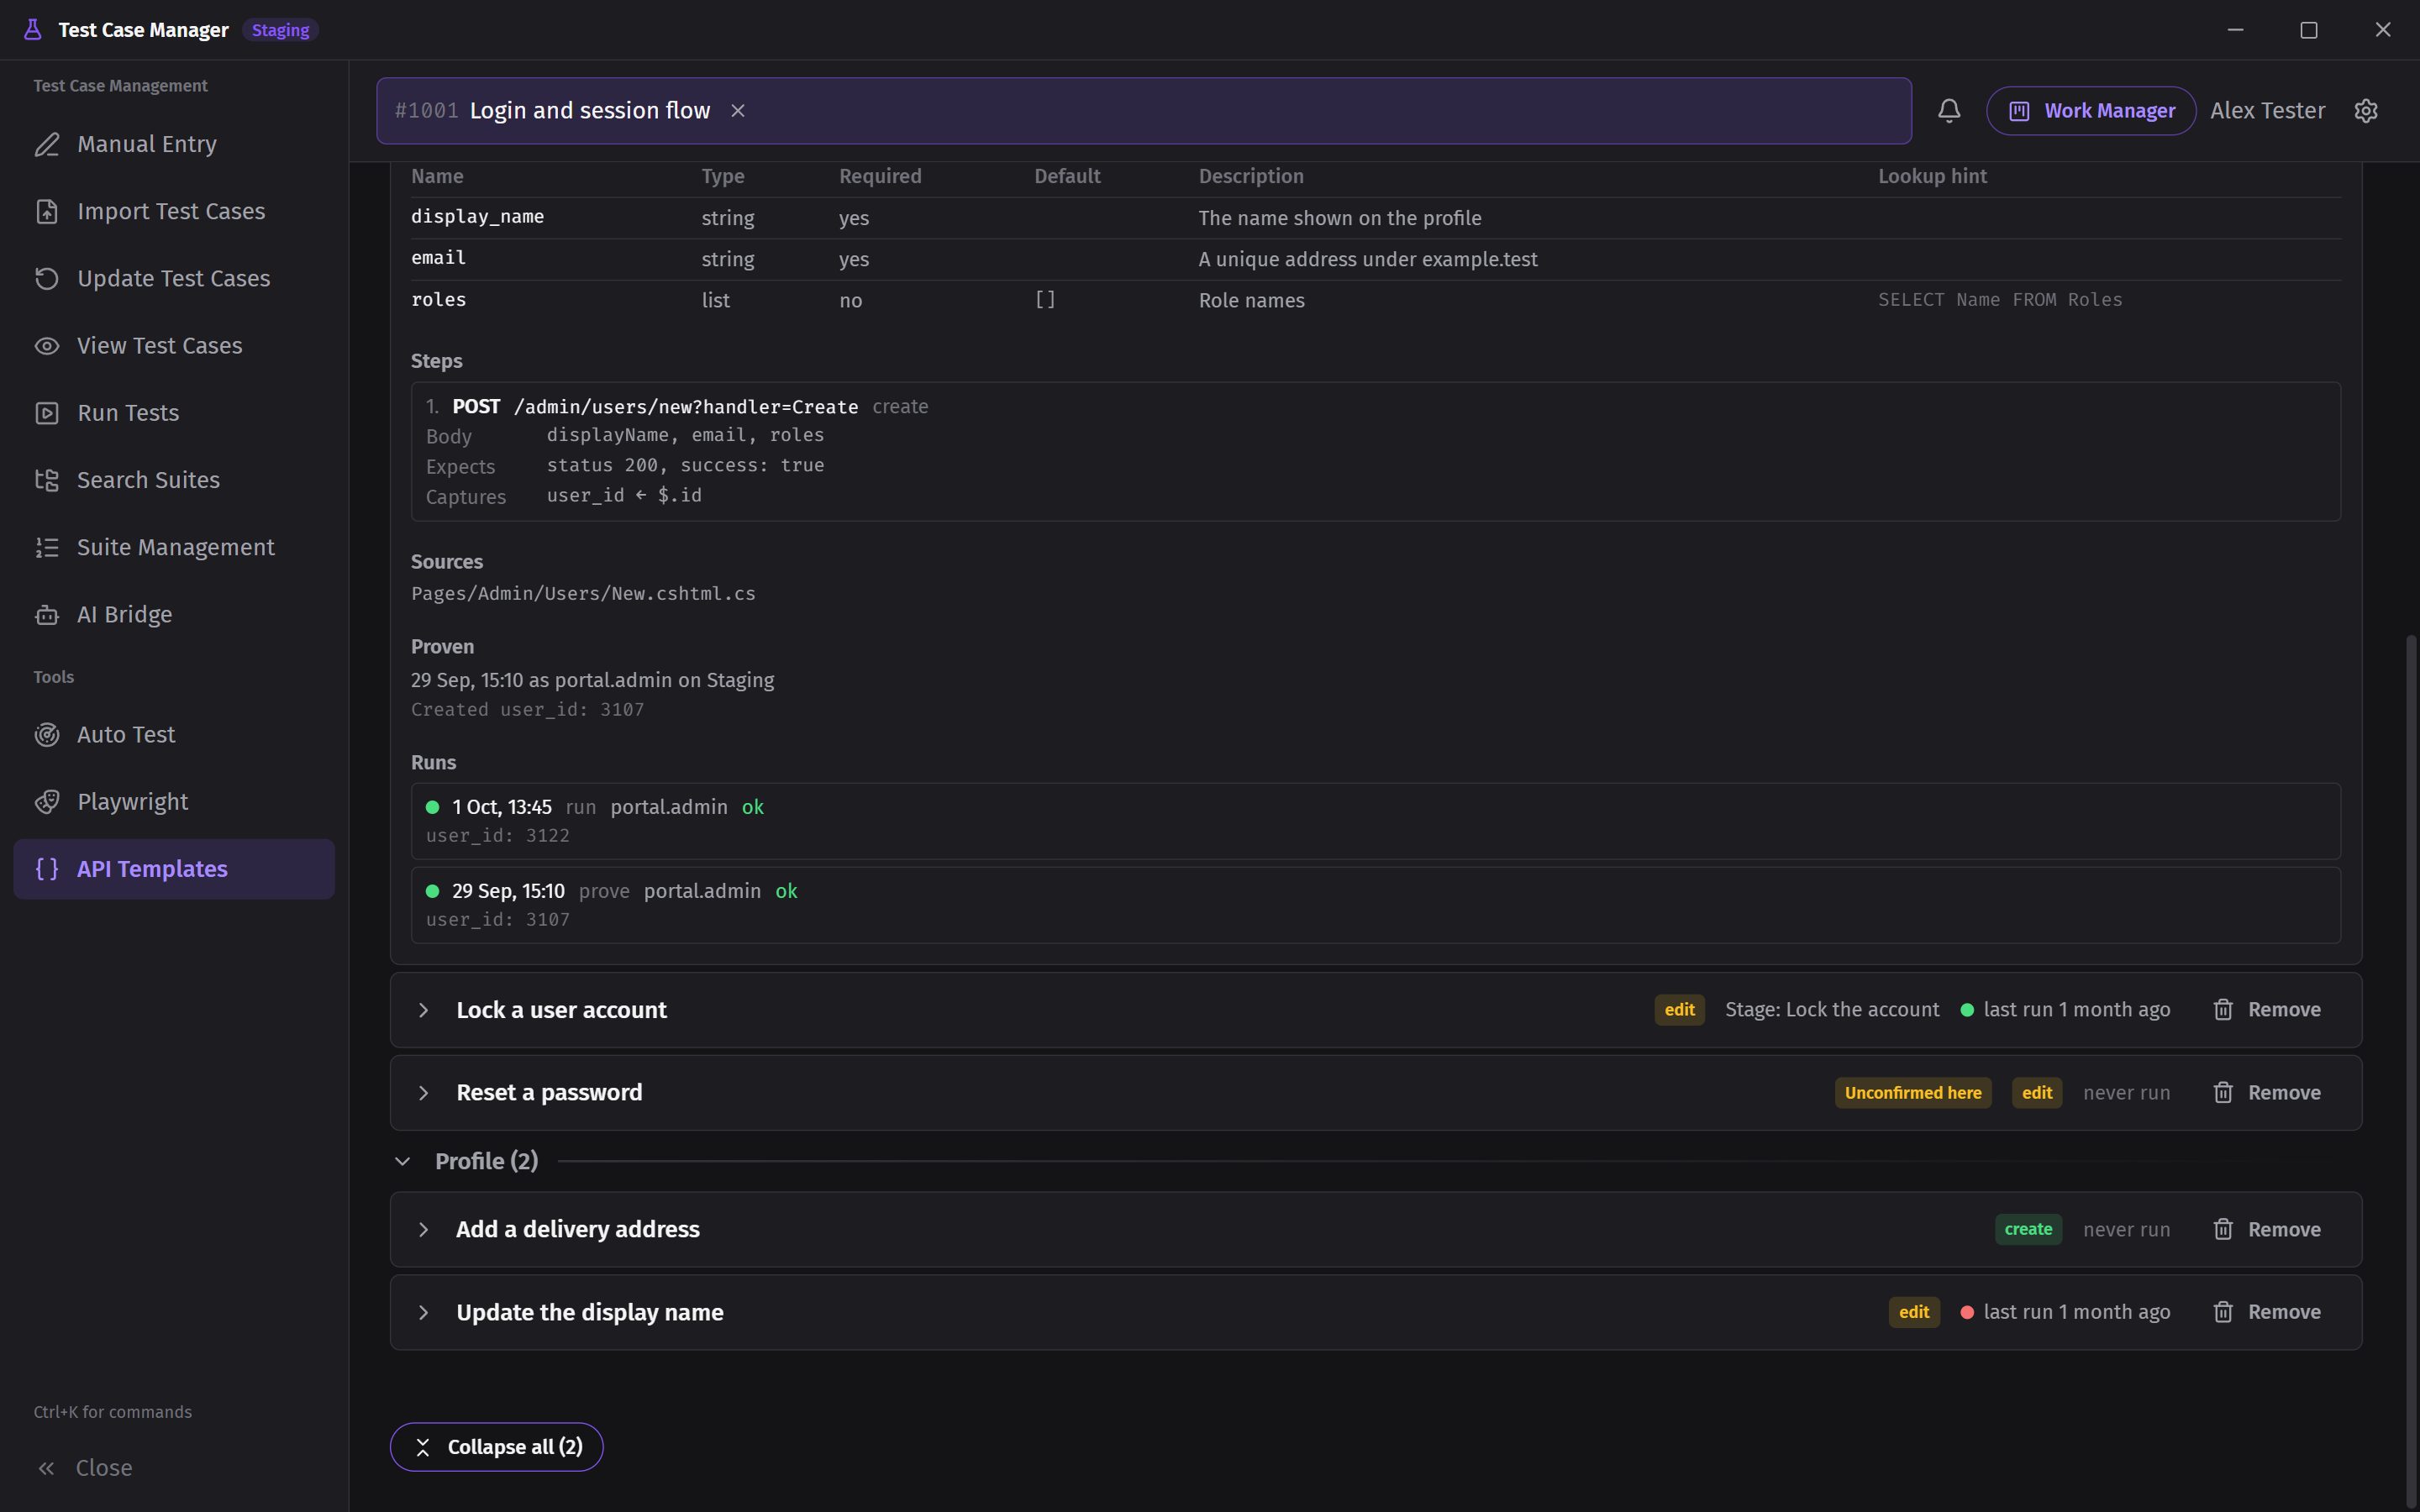 Test Case Manager Staging
Test Case Management
Manual Entry
Import Test Cases
Update Test Cases
View Test Cases
Run Tests
Search Suites
Suite Management
AI Bridge
Tools
Auto Test
Playwright
API Templates
Ctrl+K for commands
Close
#1001 Login and session flow
Work Manager
Alex Tester
Name Type Required Default Description Lookup hint
display_name string yes The name shown on the profile
email string yes A unique address under example.test
roles list no [] Role names SELECT Name FROM Roles
Steps
1. POST /admin/users/new?handler=Create create
Body displayName, email, roles
Expects status 200, success: true
Captures user_id ← $.id
Sources
Pages/Admin/Users/New.cshtml.cs
Proven
29 Sep, 15:10 as portal.admin on Staging
Created user_id: 3107
Runs
1 Oct, 13:45 run portal.admin ok
user_id: 3122
29 Sep, 15:10 prove portal.admin ok
user_id: 3107
Lock a user account edit Stage: Lock the account last run 1 month ago Remove
Reset a password Unconfirmed here edit never run Remove
Profile (2)
Add a delivery address create never run Remove
Update the display name edit last run 1 month ago Remove
Collapse all (2)